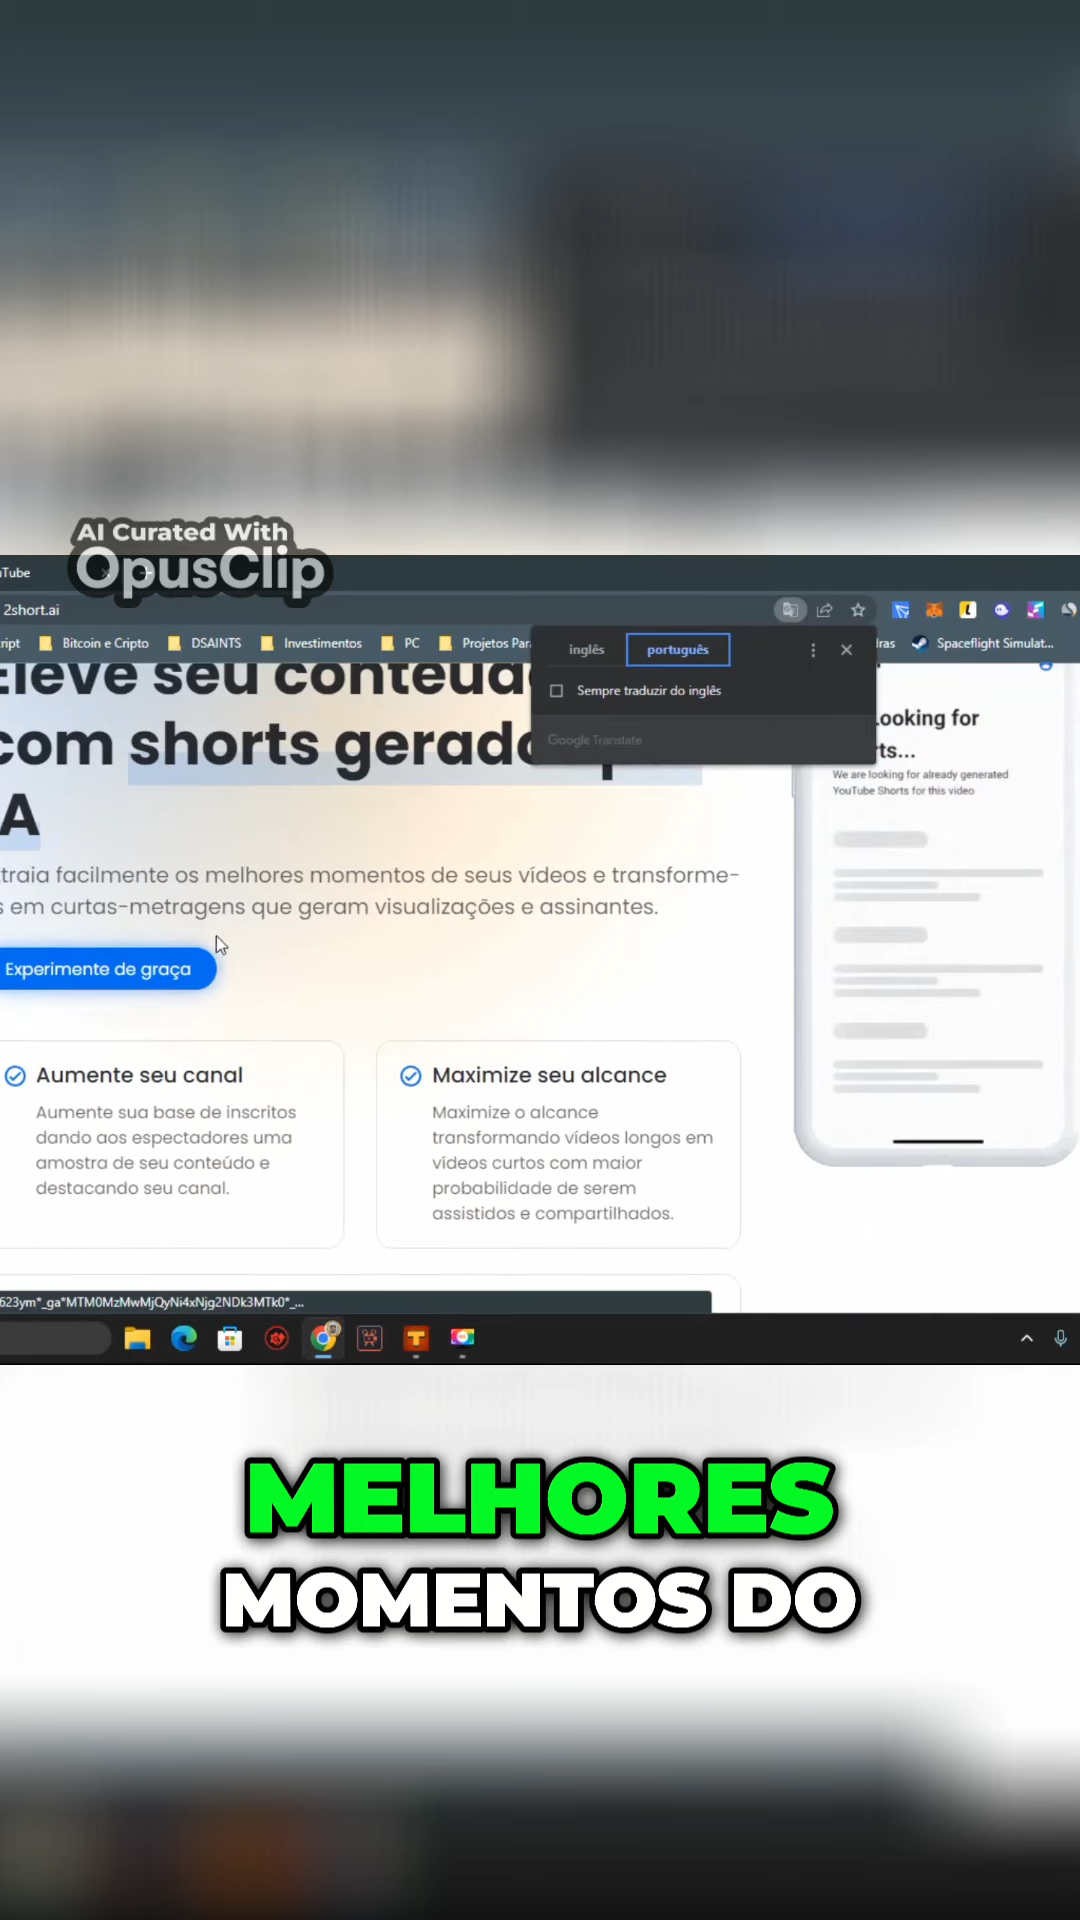 AI Curated With
OpusClip
Tube
2short.ai
ript
Bitcoin e Cripto
DSAINTS
Investimentos
PC
Projetos Par
Spaceflight Simulat...
inglês
português
Sempre traduzir do inglês
Google Translate
Eleve seu conteúd
com shorts gerado
A
traia facilmente os melhores momentos de seus vídeos e transforme-
s em curtas-metragens que geram visualizações e assinantes.
Experimente de graça
Looking for
rts...
We are looking for already generated
YouTube Shorts for this video
Aumente seu canal
Aumente sua base de inscritos
dando aos espectadores uma
amostra de seu conteúdo e
destacando seu canal.
Maximize seu alcance
Maximize o alcance
transformando vídeos longos em
vídeos curtos com maior
probabilidade de serem
assistidos e compartilhados.
623ym*_ga*MTM0MzMwMjQyNi4xNjg2NDk3MTk0*_...
MELHORES
MOMENTOS DO